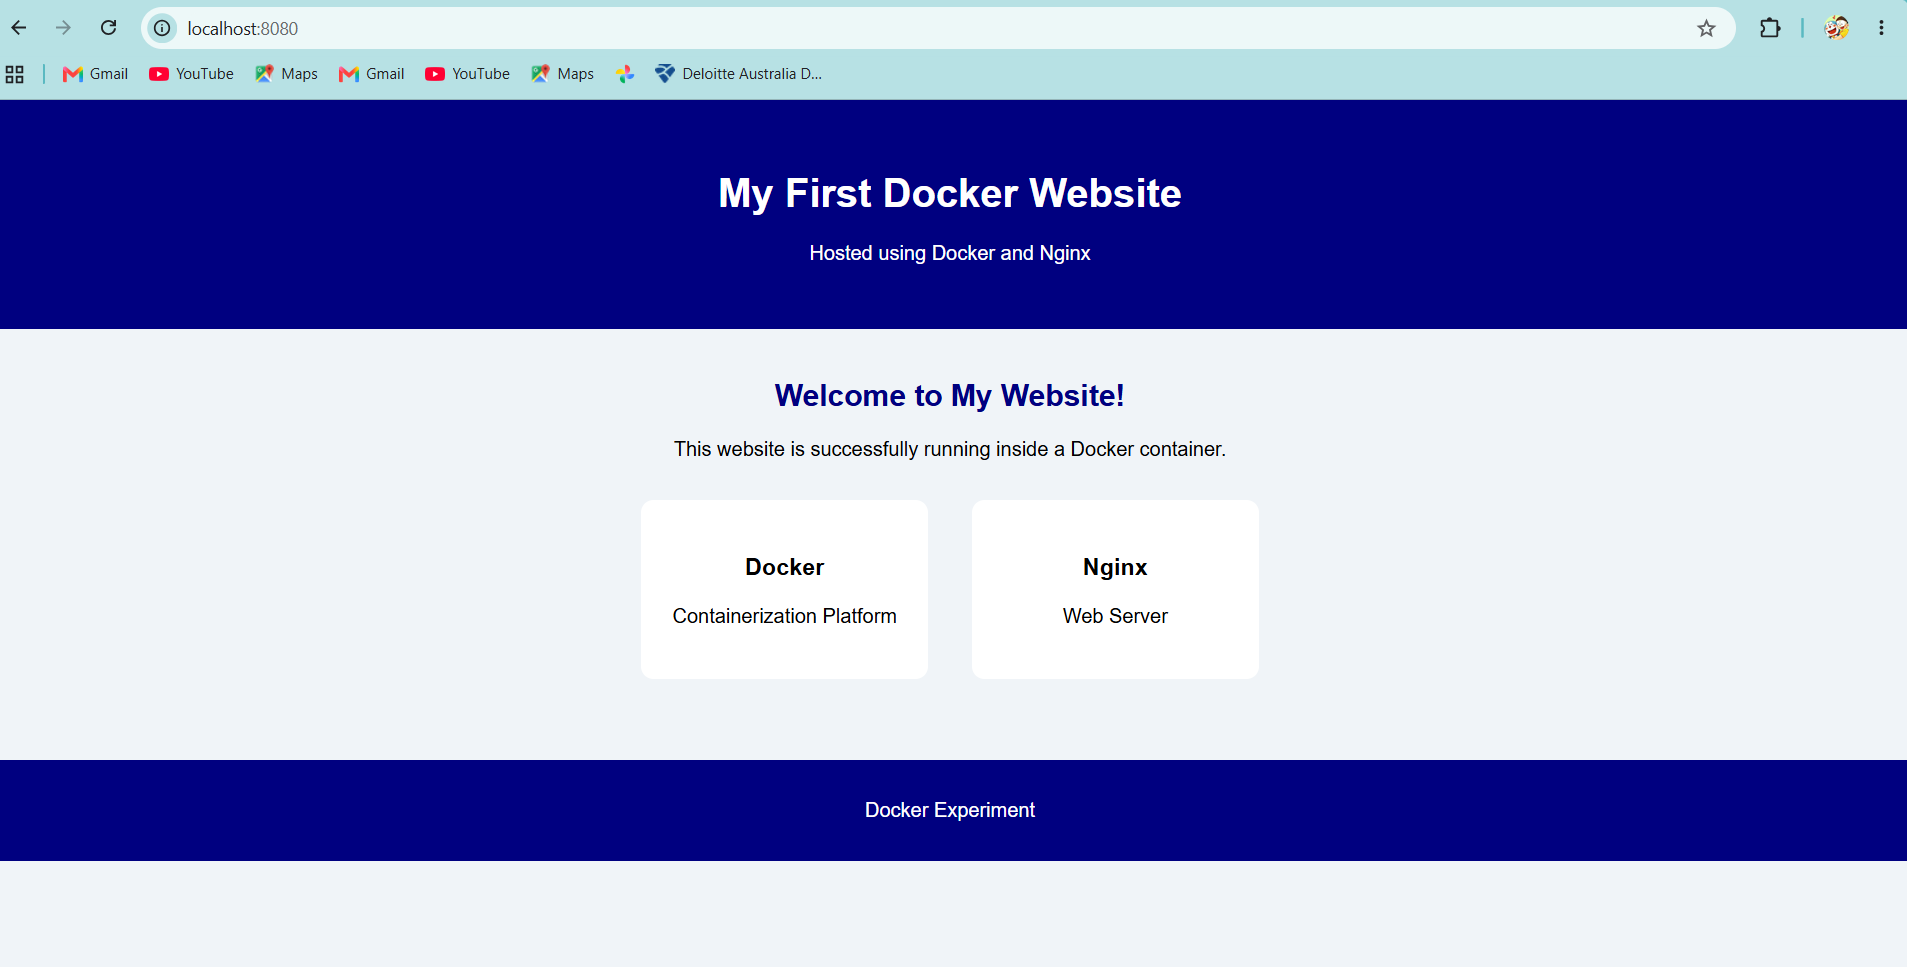 localhost:8080
Gmail YouTube Maps Gmail YouTube Maps Deloitte Australia D...
My First Docker Website
Hosted using Docker and Nginx
Welcome to My Website!
This website is successfully running inside a Docker container.
Docker
Containerization Platform
Nginx
Web Server
Docker Experiment